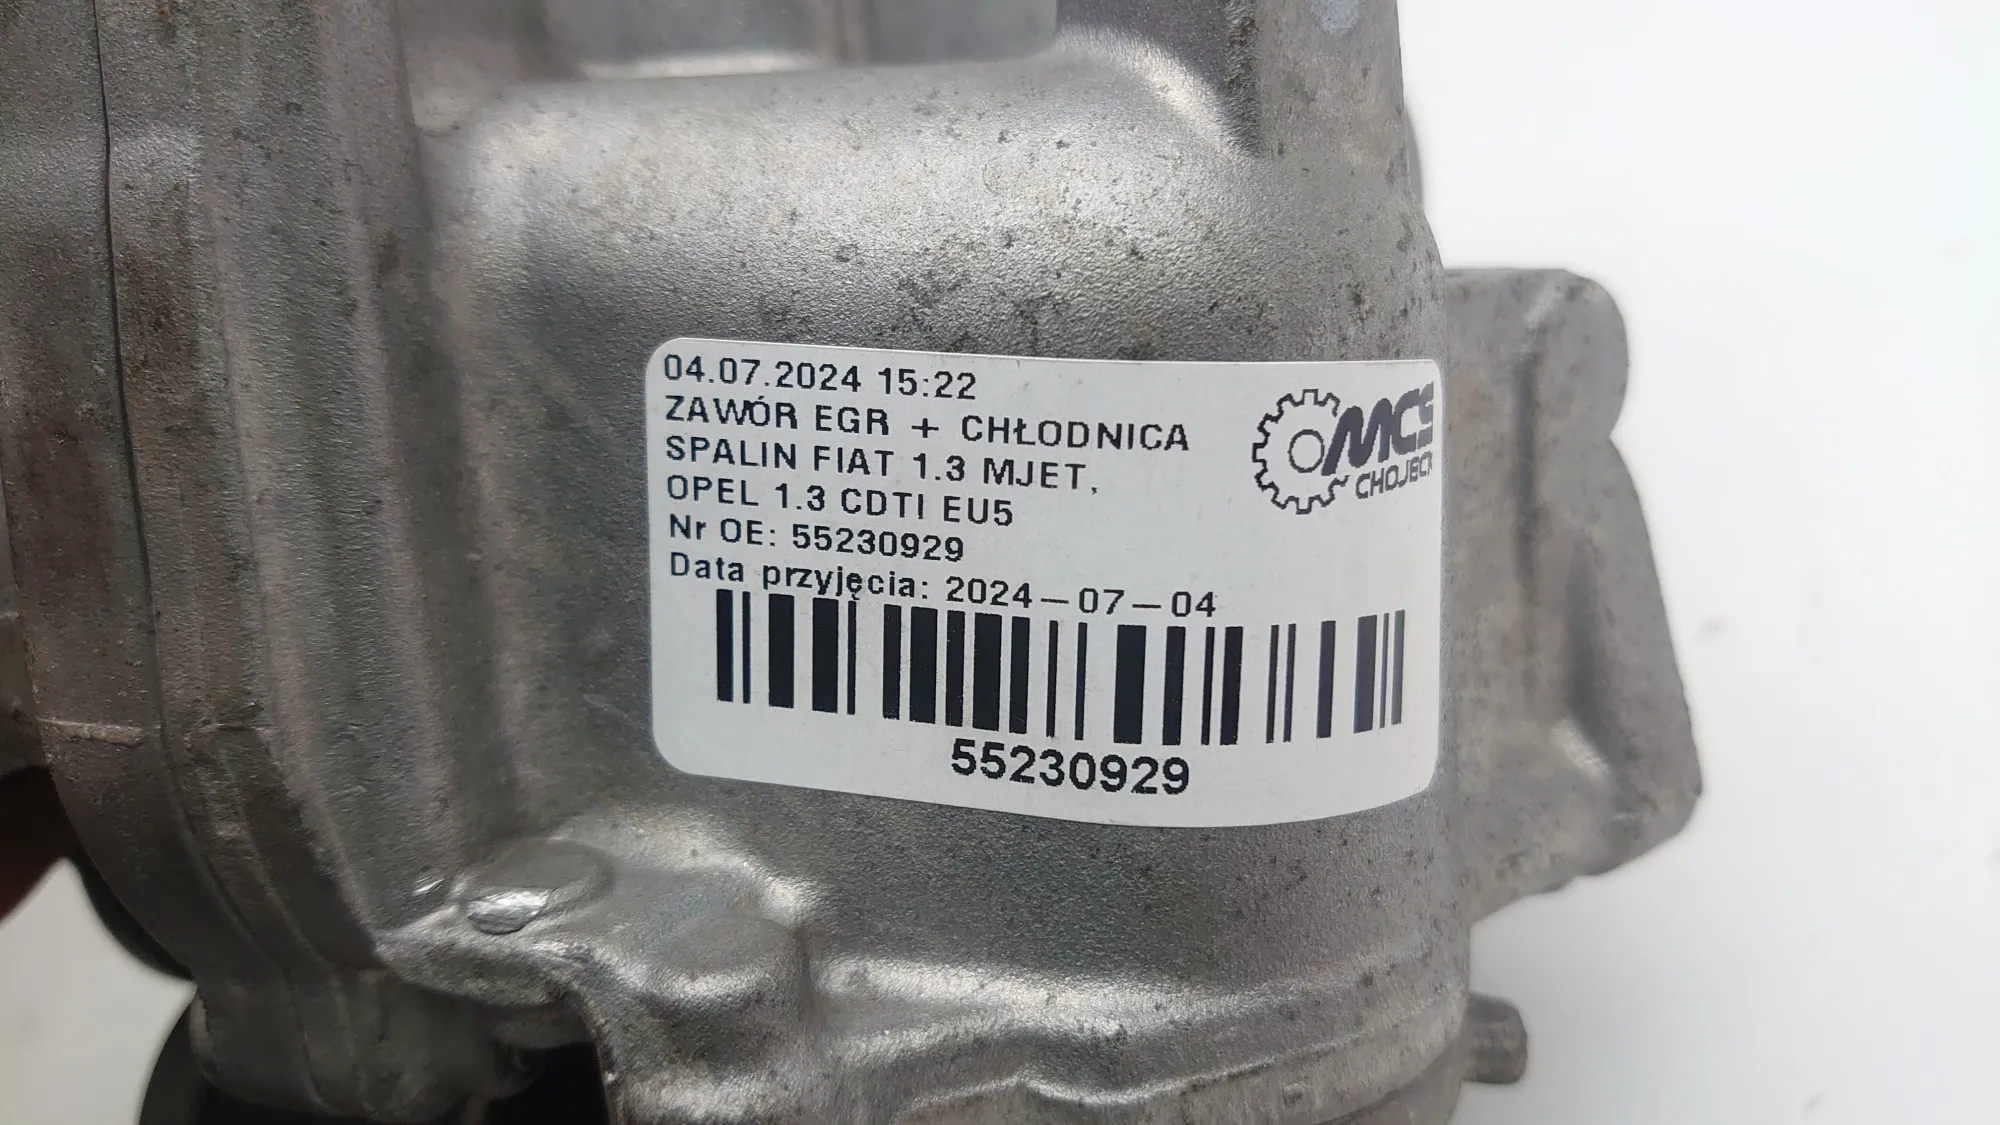 04.07.2024 15:22
ZAWÓR EGR + CHŁODNICA
SPALIN FIAT 1.3 MJET,
OPEL 1.3 CDTI EU5
Nr OE: 55230929
Data przyjęcia: 2024-07-04
MCS
CHOJECK
55230929